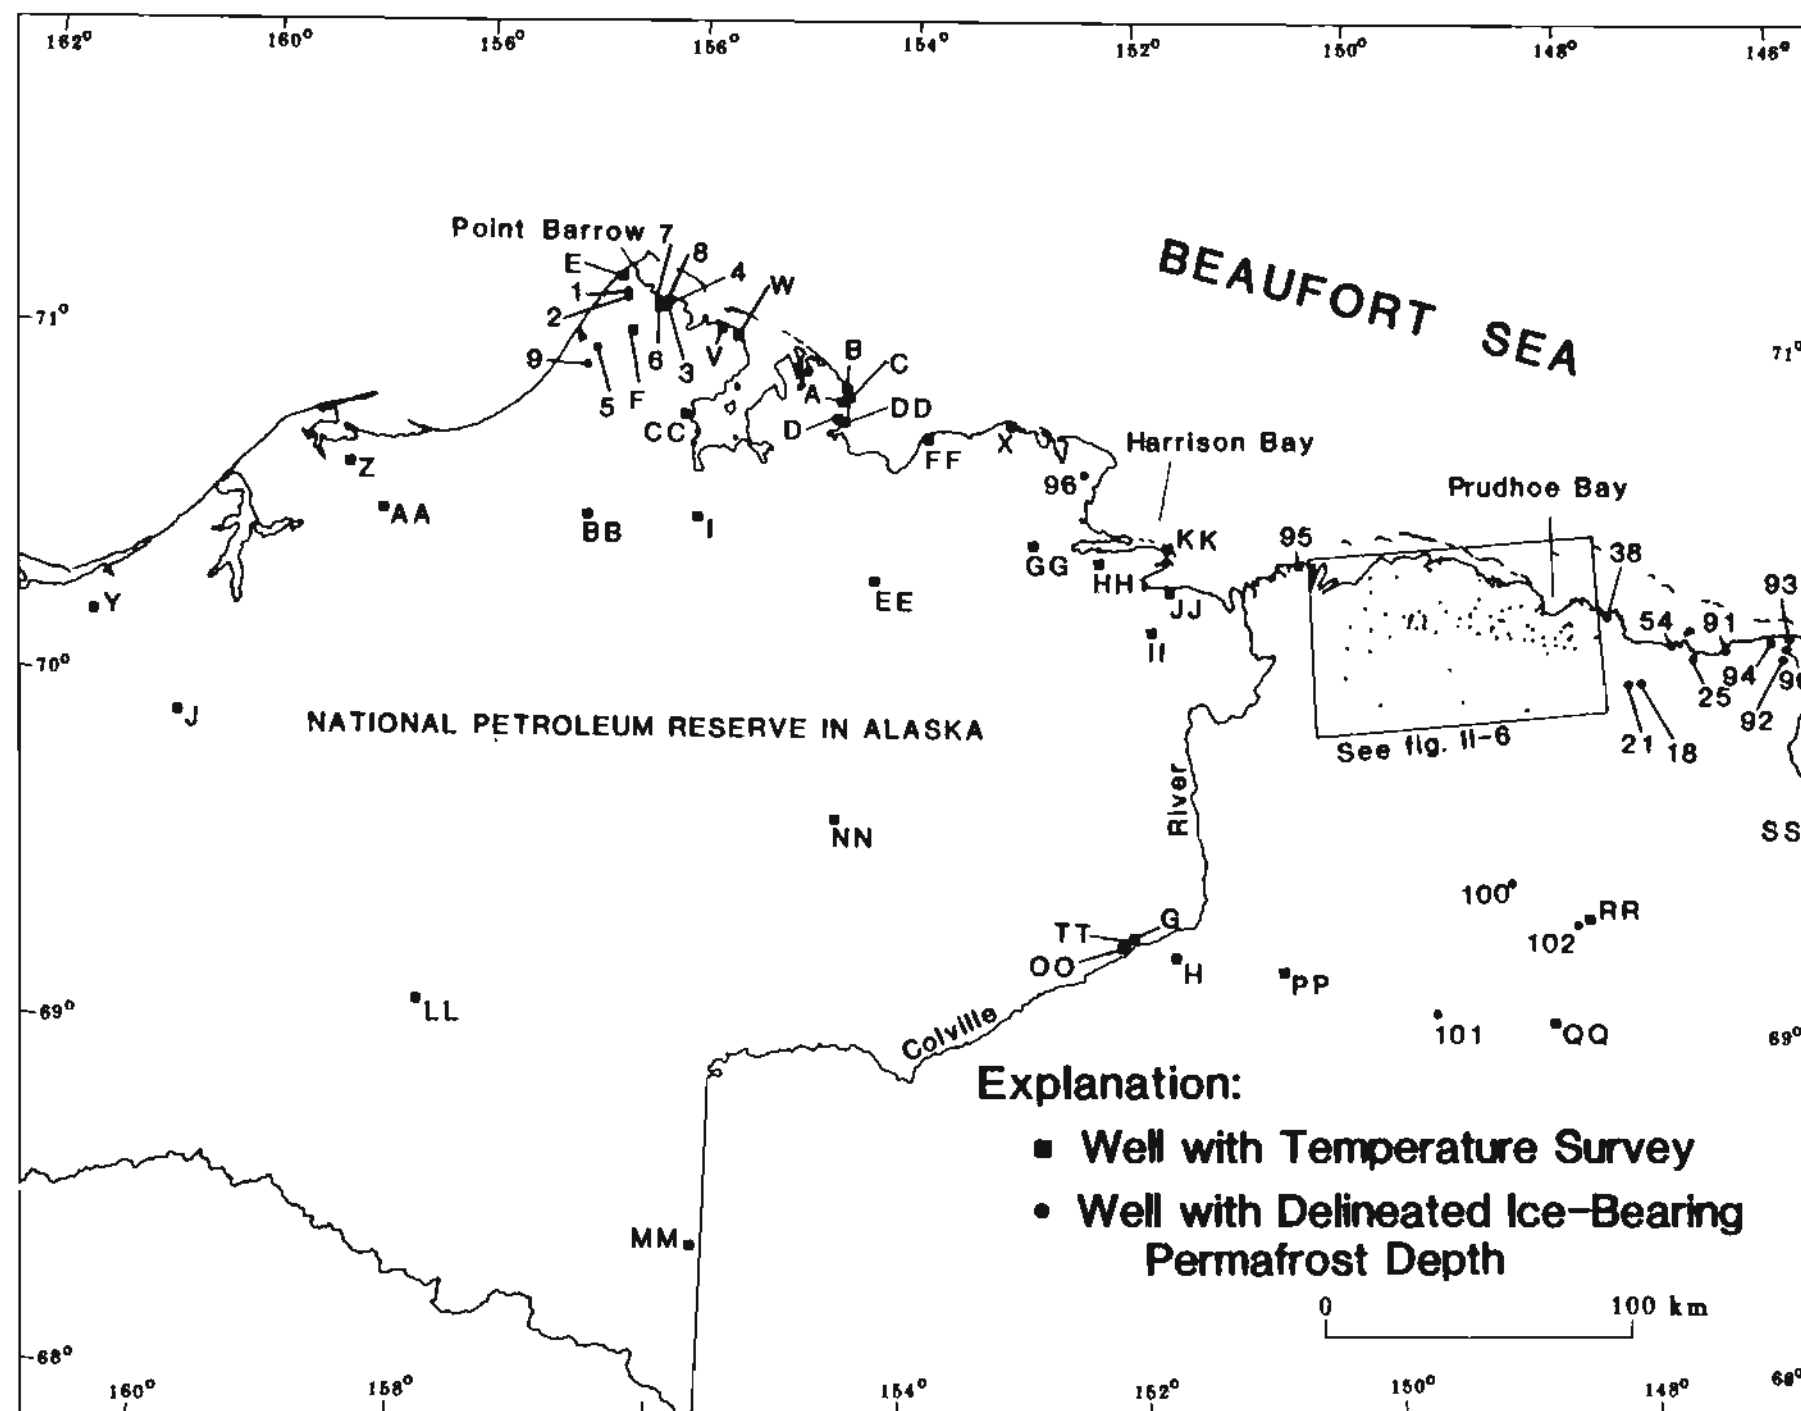 162° 160° 156° 156° 154° 152° 150° 148° 146°
Point Barrow 7
8
E
4
1
W
2
BEAUFORT SEA
71°
71°
9
6
V
3
B
C
5
F
A
CC
D
DD
Harrison Bay
Z
FF
X
96
Prudhoe Bay
AA
BB
I
KK
95
38
GG
HH
93
Y
EE
JJ
54
91
II
70°
25
94
92
J
NATIONAL PETROLEUM RESERVE IN ALASKA
See fig. II-6
21
18
River
NN
SS
100
RR
G
TT
102
OO
H
PP
69°
LL
Colville
101
QQ
69°
Explanation:
Well with Temperature Survey
Well with Delineated Ice-Bearing
Permafrost Depth
MM
0 100 km
68°
160° 158° 154° 152° 150° 148°
68°